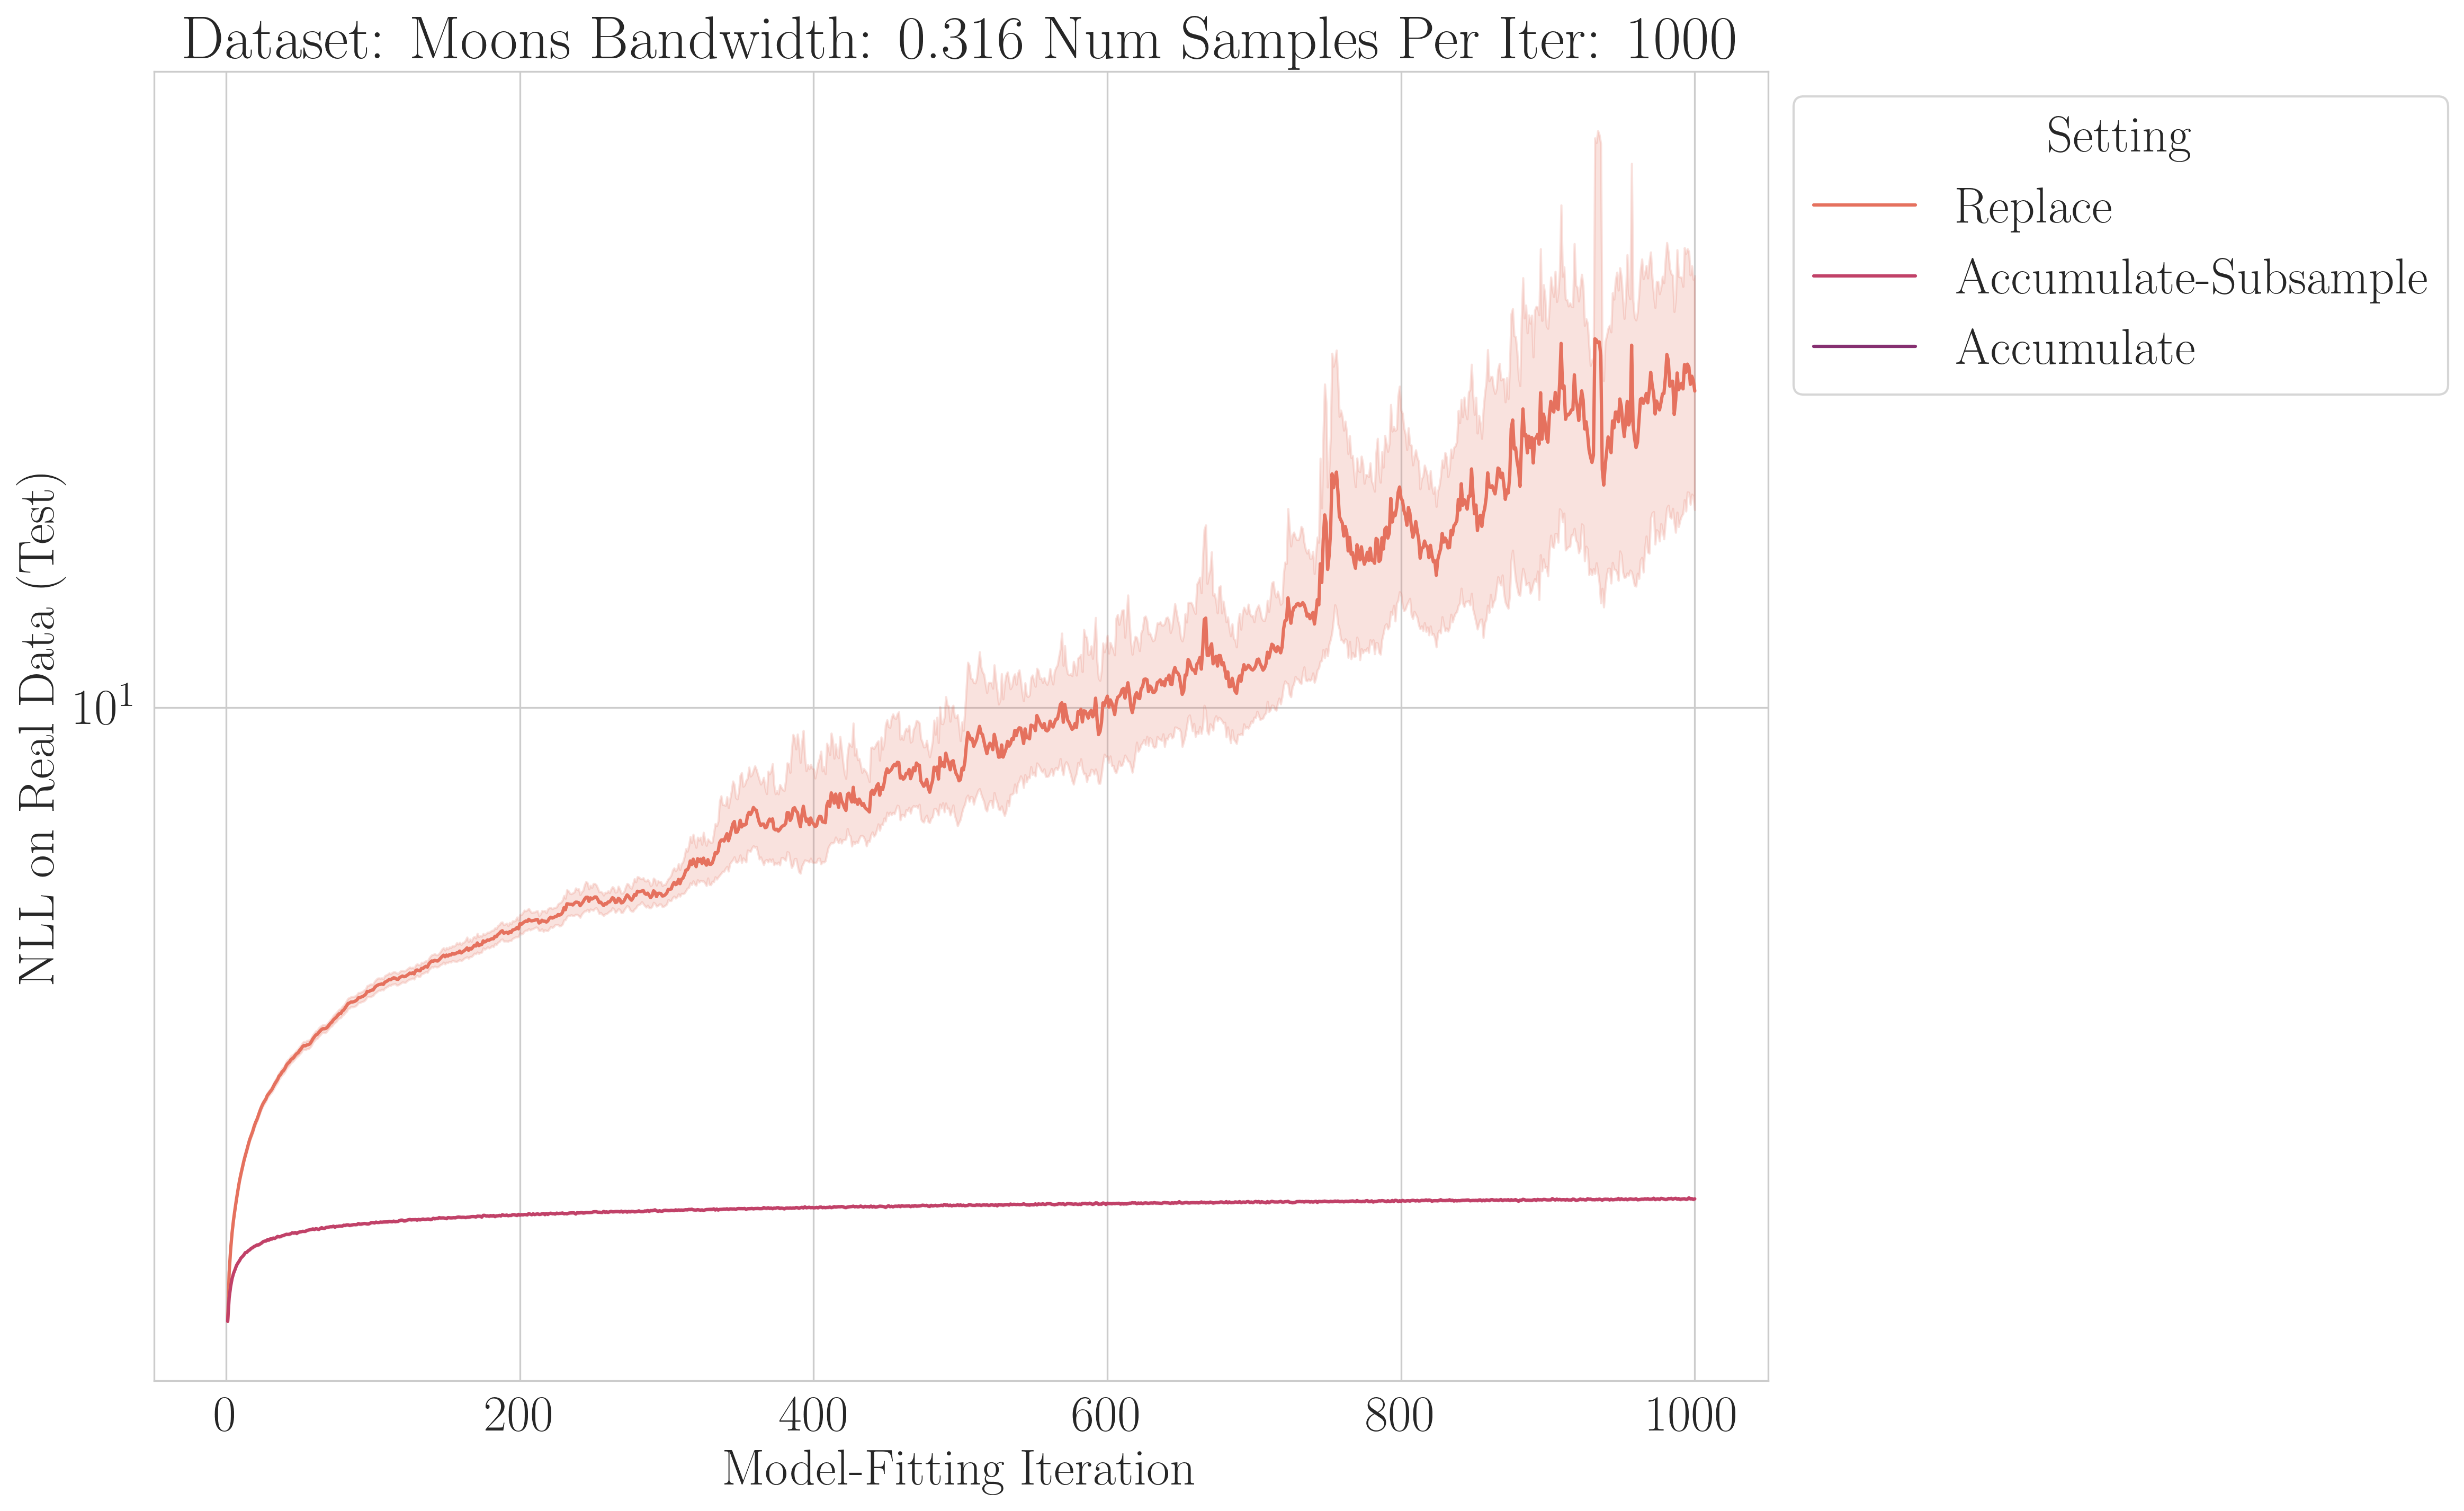 Dataset: Moons Bandwidth: 0.316 Num Samples Per Iter: 1000
Setting
Replace
Accumulate-Subsample
Accumulate
NLL on Real Data (Test)
10¹
0 200 400 600 800 1000
Model-Fitting Iteration